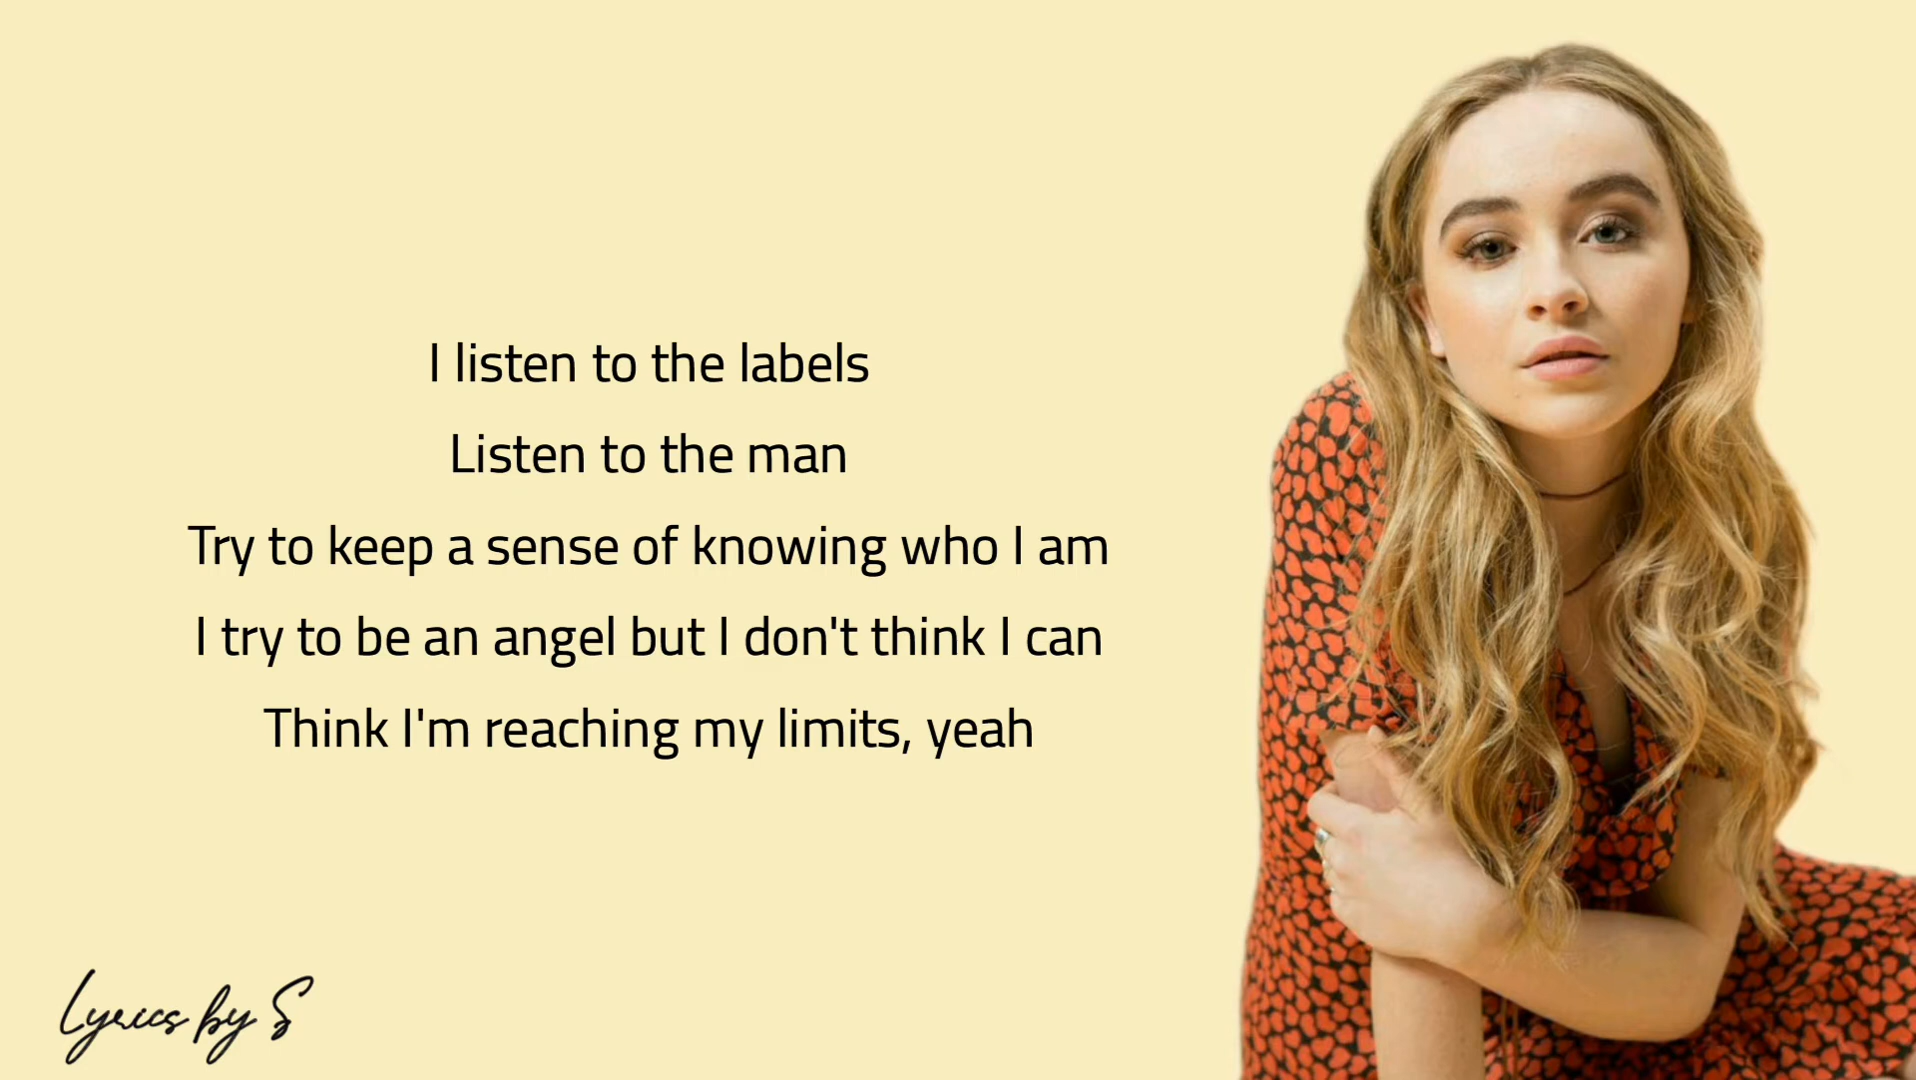 I listen to the labels
Listen to the man
Try to keep a sense of knowing who I am
I try to be an angel but I don't think I can
Think I'm reaching my limits, yeah
Lyrics by S